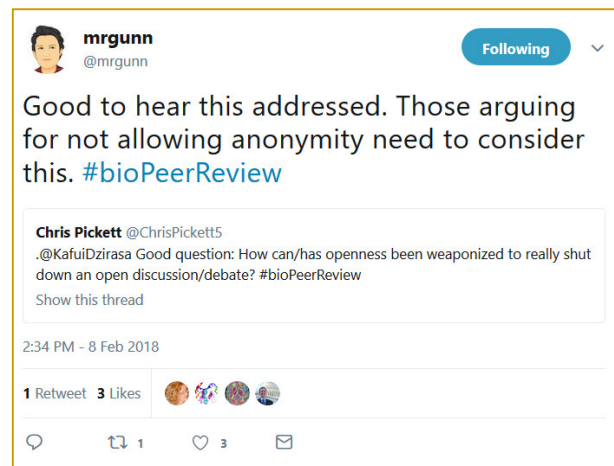 mrgunn
@mrgunn
Following
Good to hear this addressed. Those arguing
for not allowing anonymity need to consider
this. #bioPeerReview
Chris Pickett @ChrisPickett5
.@KafuiDzirasa Good question: How can/has openness been weaponized to really shut
down an open discussion/debate? #bioPeerReview
Show this thread
2:34 PM - 8 Feb 2018
1 Retweet 3 Likes
1 3